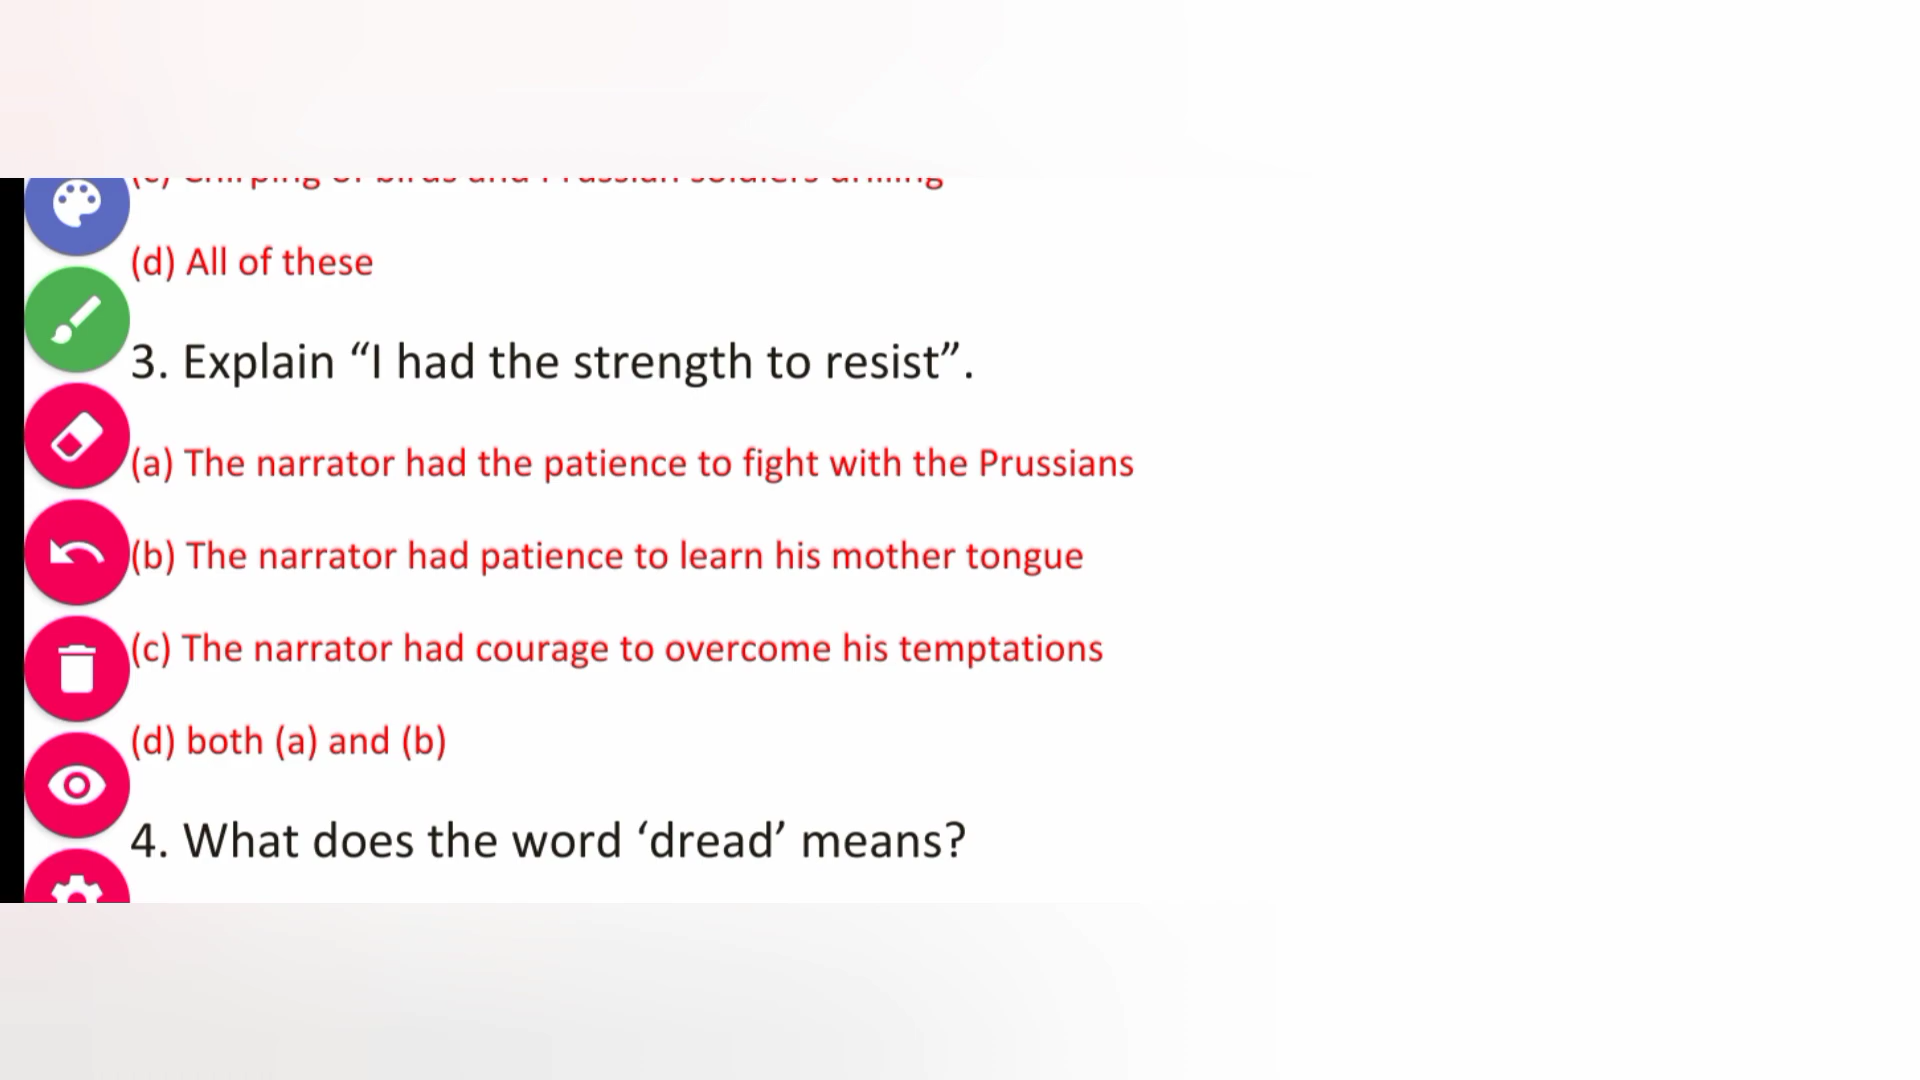 (d) All of these
3. Explain “I had the strength to resist”.
(a) The narrator had the patience to fight with the Prussians
(b) The narrator had patience to learn his mother tongue
(c) The narrator had courage to overcome his temptations
(d) both (a) and (b)
4. What does the word ‘dread’ means?